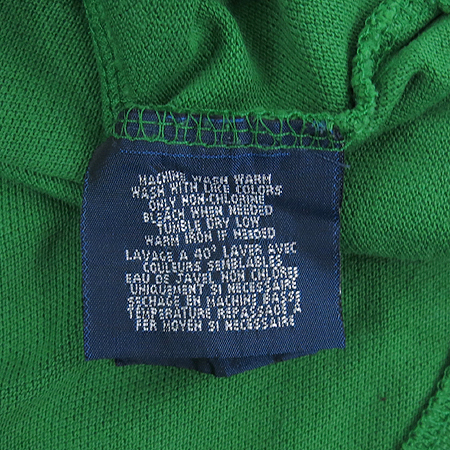 MACHINE WASH WARM
WASH WITH LIKE COLORS
ONLY NON-CHLORINE
BLEACH WHEN NEEDED
TUMBLE DRY LOW
WARM IRON IF NEEDED
LAVAGE A 40° LAVER AVEC
COULEURS SEMBLABLES
EAU DE JAVEL NON CHLOREE
UNIQUEMENT SI NECESSAIRE
SECHAGE EN MACHINE BASSE
TEMPERATURE REPASSAGE A
FER MOYEN SI NECESSAIRE